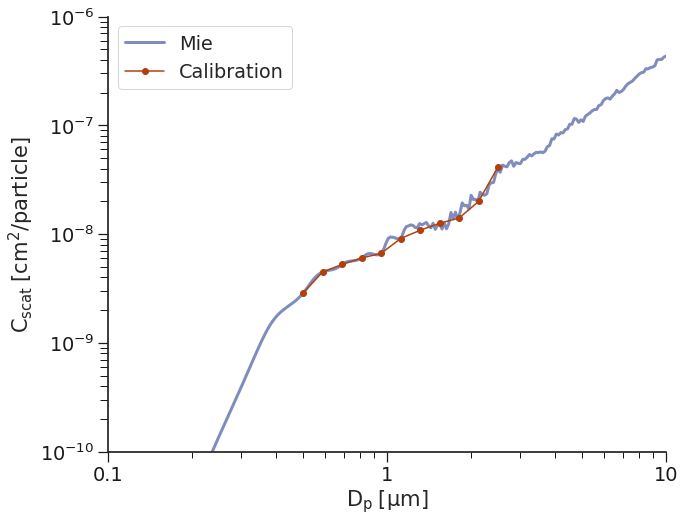 10⁻⁶
10⁻⁷
10⁻⁸
10⁻⁹
10⁻¹⁰
C_scat [cm²/particle]
Mie
Calibration
0.1 1 10
D_p [µm]